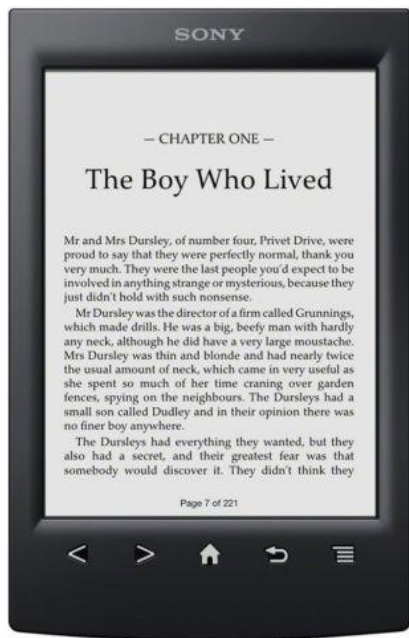 SONY
— CHAPTER ONE —
The Boy Who Lived
Mr and Mrs Dursley, of number four, Privet Drive, were
proud to say that they were perfectly normal, thank you
very much. They were the last people you'd expect to be
involved in anything strange or mysterious, because they
just didn't hold with such nonsense.
Mr Dursley was the director of a firm called Grunnings,
which made drills. He was a big, beefy man with hardly
any neck, although he did have a very large moustache.
Mrs Dursley was thin and blonde and had nearly twice
the usual amount of neck, which came in very useful as
she spent so much of her time craning over garden
fences, spying on the neighbours. The Dursleys had a
small son called Dudley and in their opinion there was
no finer boy anywhere.
The Dursleys had everything they wanted, but they
also had a secret, and their greatest fear was that
somebody would discover it. They didn't think they
Page 7 of 221